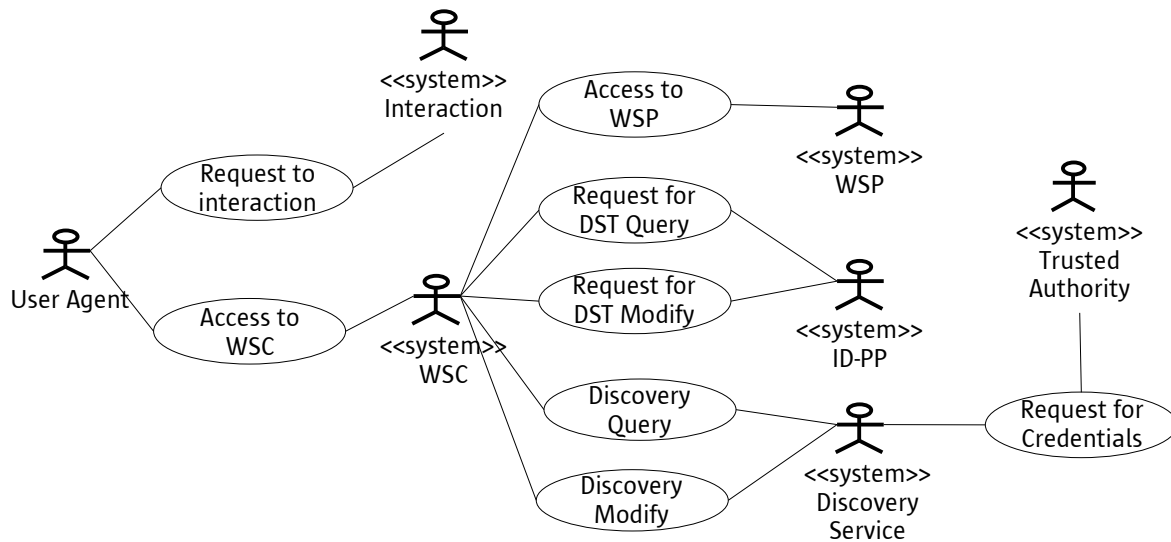 <<system>>
Interaction
Request to
interaction
User Agent
Access to
WSC
<<system>>
WSC
Access to
WSP
<<system>>
WSP
Request for
DST Query
Request for
DST Modify
<<system>>
ID-PP
Discovery
Query
Discovery
Modify
<<system>>
Discovery
Service
<<system>>
Trusted
Authority
Request for
Credentials